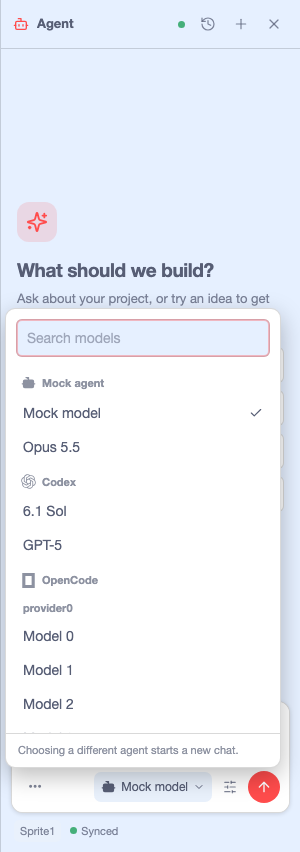 Agent
What should we build?
Ask about your project, or try an idea to get
Search models
Mock agent
Mock model
Opus 5.5
Codex
6.1 Sol
GPT-5
OpenCode
provider0
Model 0
Model 1
Model 2
Choosing a different agent starts a new chat.
Mock model
Sprite1 Synced